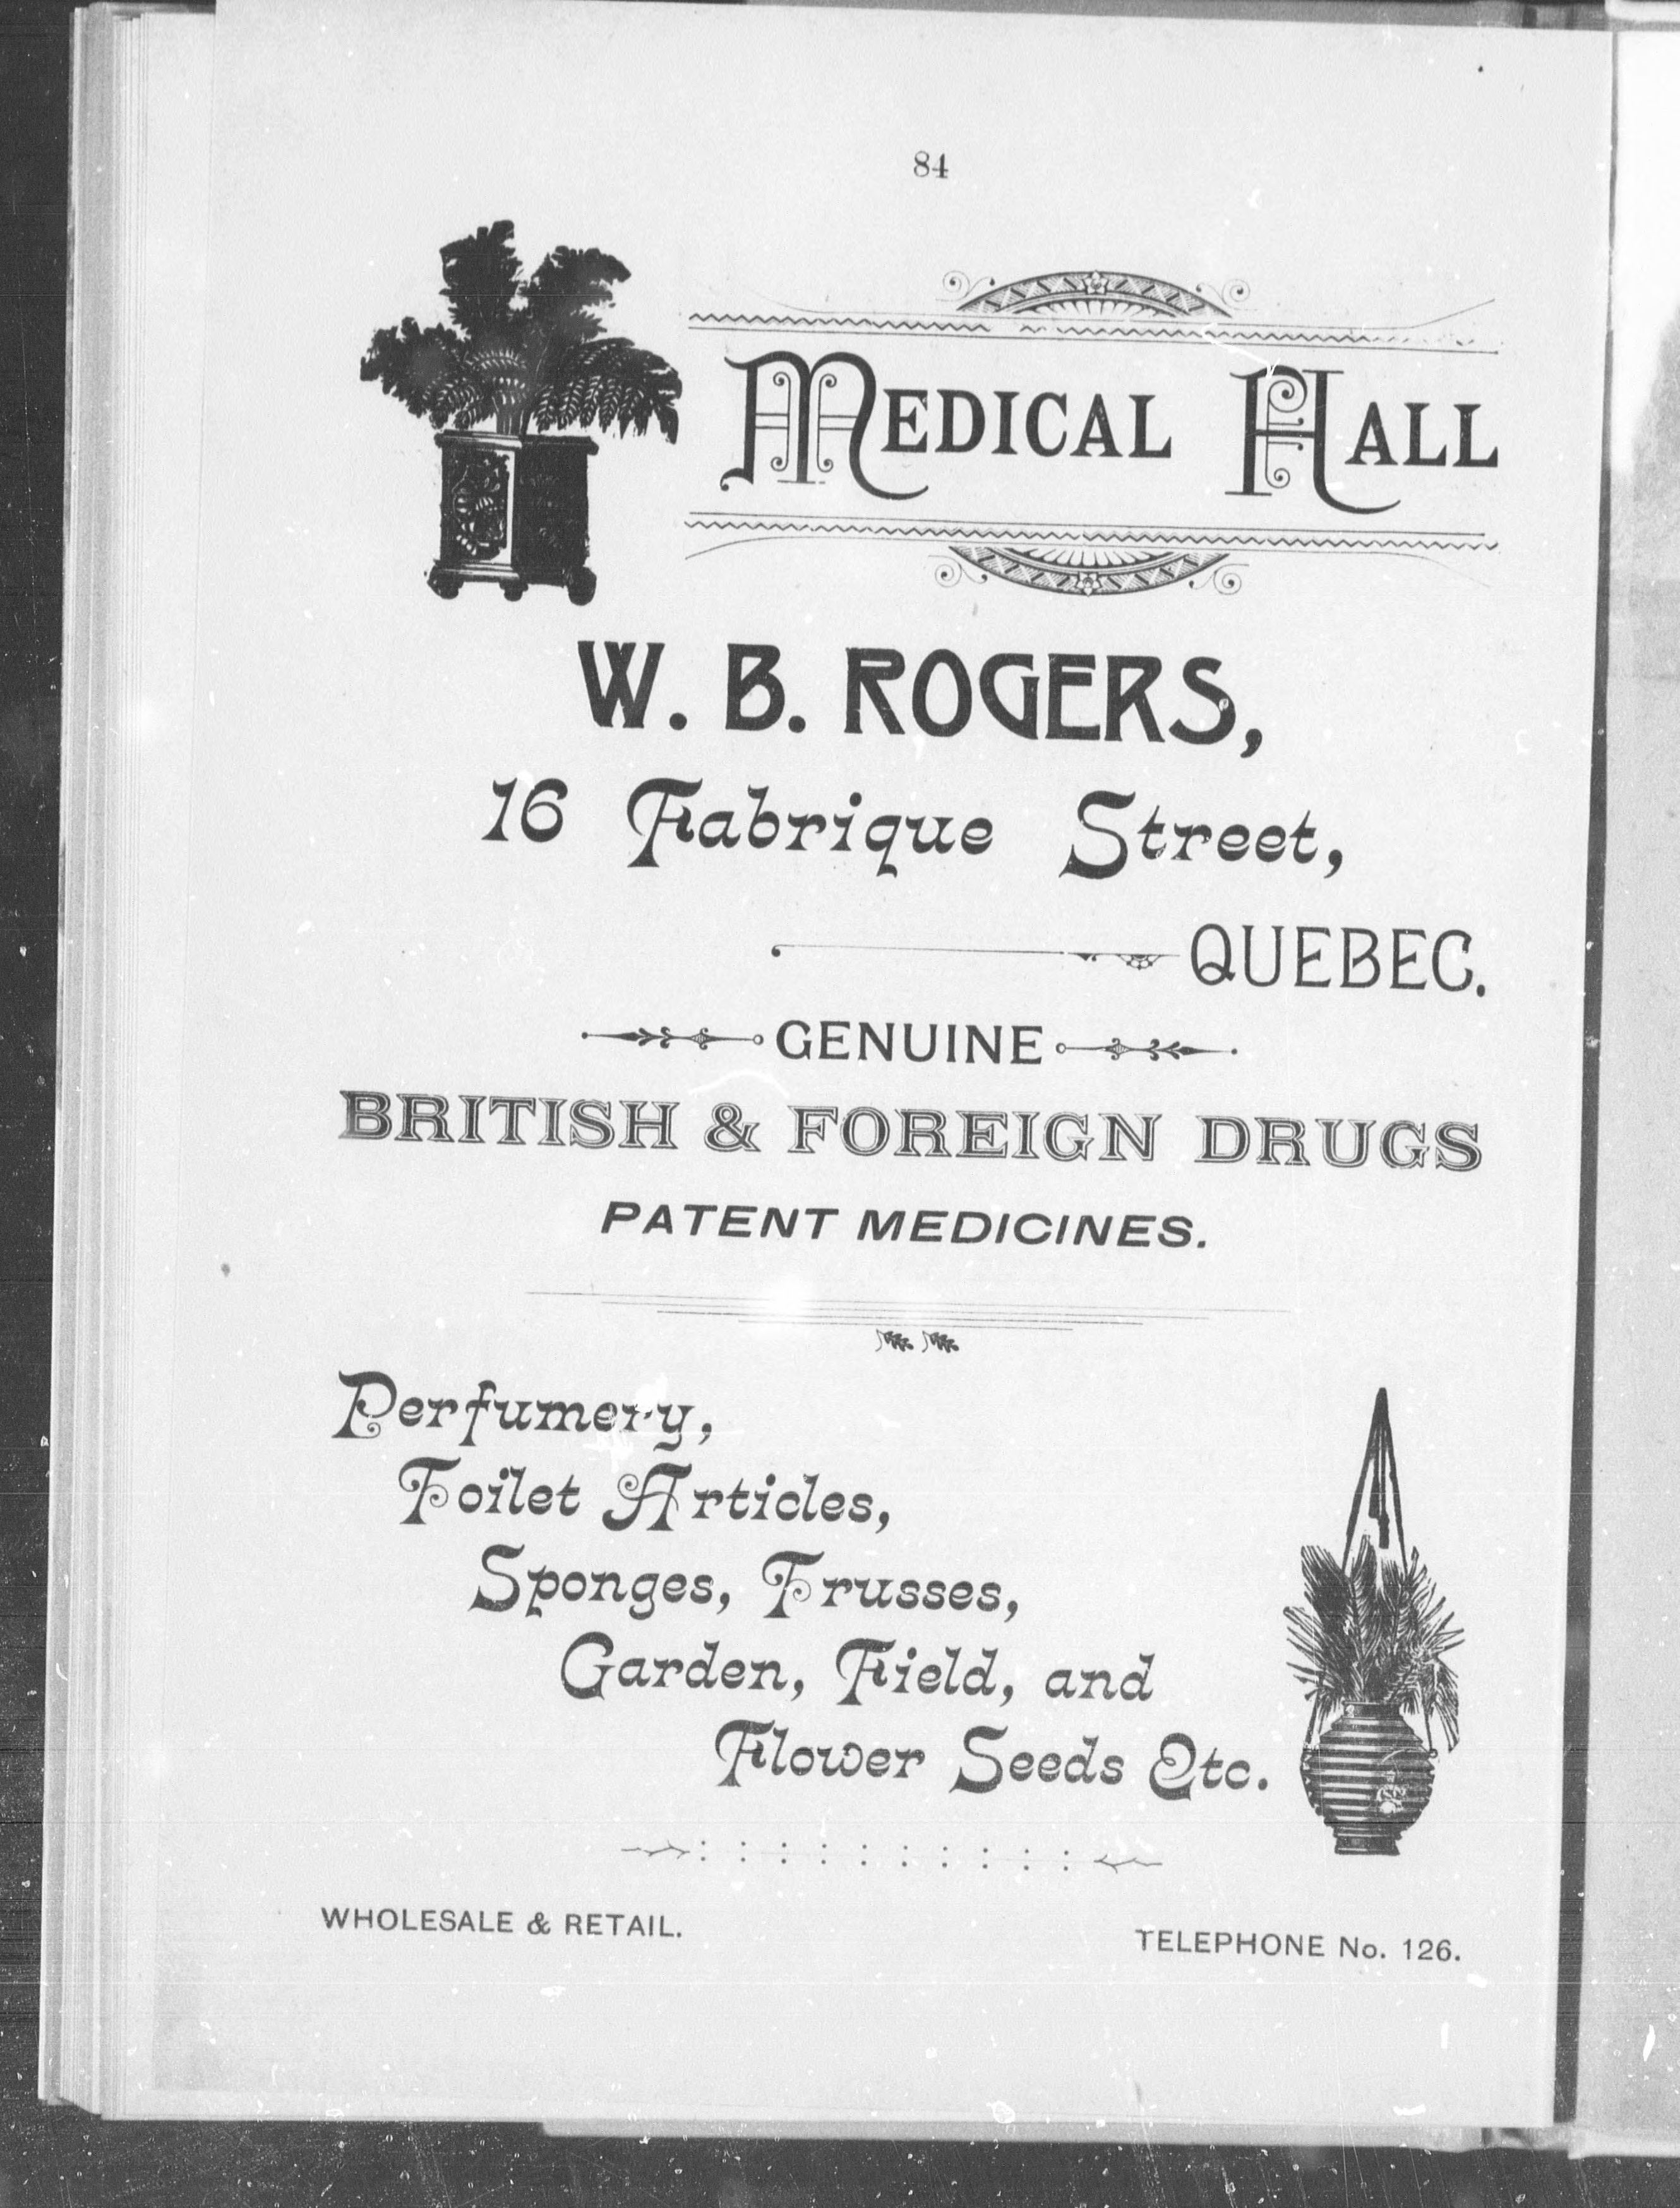 84
MEDICAL HALL
W. B. ROGERS,
16 Fabrique Street,
QUEBEC.
GENUINE
BRITISH & FOREIGN DRUGS
PATENT MEDICINES.
Perfumery,
Toilet Articles,
Sponges, Trusses,
Garden, Field, and
Flower Seeds Etc.
WHOLESALE & RETAIL.
TELEPHONE No. 126.